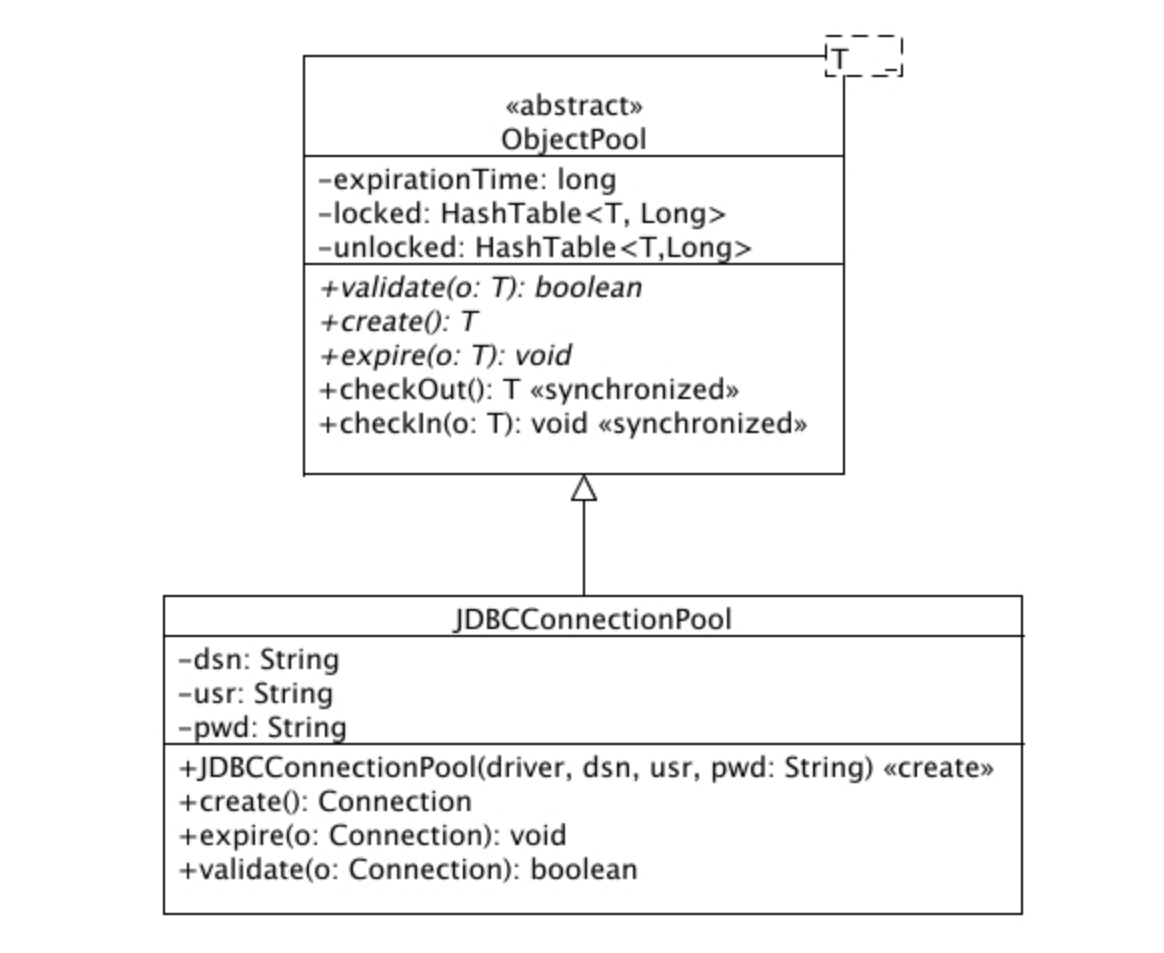 T
«abstract»
ObjectPool
-expirationTime: long
-locked: HashTable<T, Long>
-unlocked: HashTable<T,Long>
+validate(o: T): boolean
+create(): T
+expire(o: T): void
+checkOut(): T «synchronized»
+checkIn(o: T): void «synchronized»
JDBCConnectionPool
-dsn: String
-usr: String
-pwd: String
+JDBCConnectionPool(driver, dsn, usr, pwd: String) «create»
+create(): Connection
+expire(o: Connection): void
+validate(o: Connection): boolean